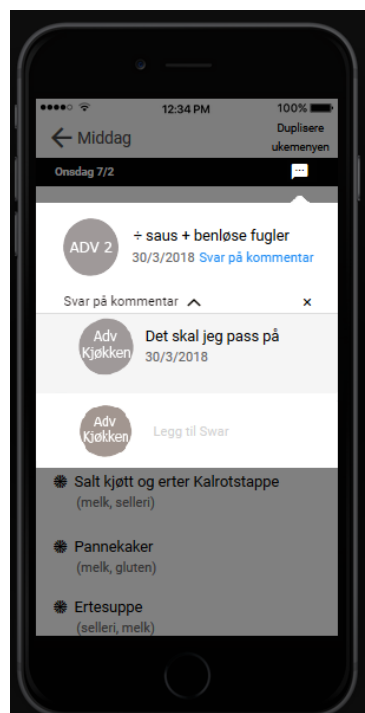 12:34 PM
100%
Middag
Duplisere
ukemenyen
Onsdag 7/2
ADV 2
÷ saus + benløse fugler
30/3/2018 Svar på kommentar
Svar på kommentar
×
Adv
Kjøkken
Det skal jeg pass på
30/3/2018
Adv
Kjøkken
Legg til Swar
Salt kjøtt og erter Kalrotstappe
(melk, selleri)
Pannekaker
(melk, gluten)
Ertesuppe
(selleri, melk)